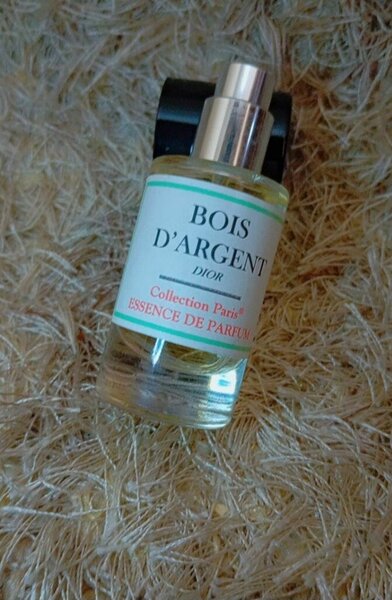 BOIS
D'ARGENT
DIOR
Collection Paris®
ESSENCE DE PARFUM